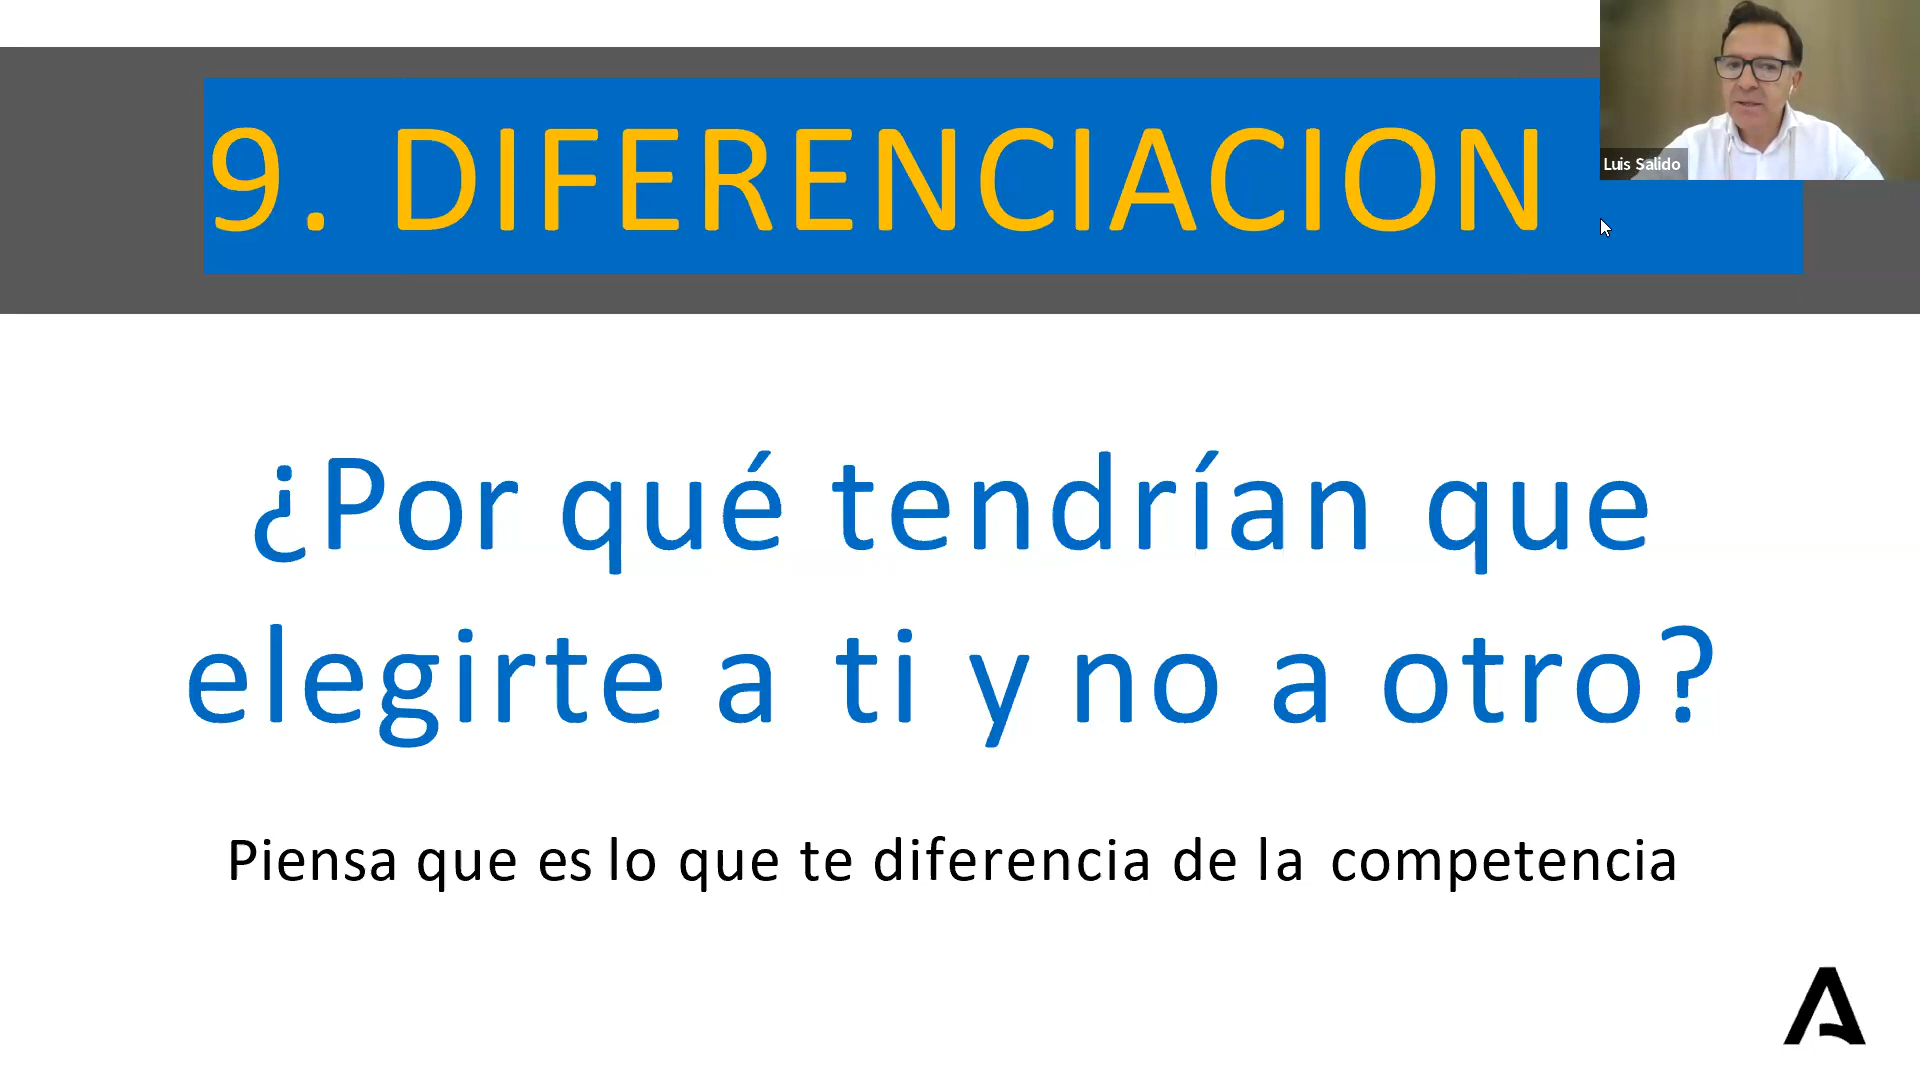 9. DIFERENCIACION
Luis Salido
¿Por qué tendrían que
elegirte a ti y no a otro?
Piensa que es lo que te diferencia de la competencia